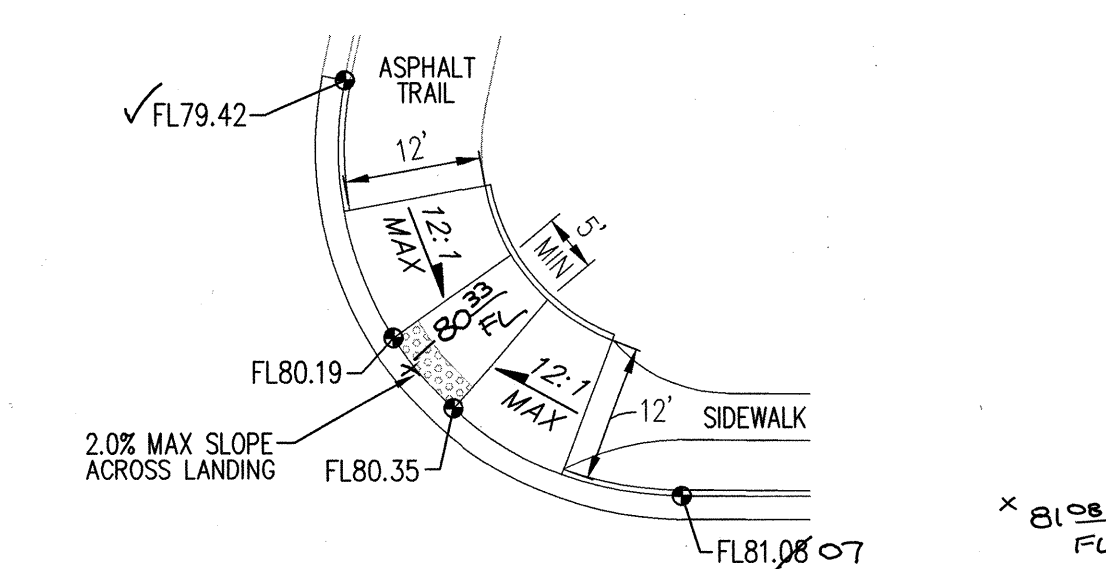 ASPHALT
TRAIL
✓FL79.42
12'
12:1
MAX
5'
MIN
80 33
FL
FL80.19
12:1
MAX
12'
SIDEWALK
2.0% MAX SLOPE
ACROSS LANDING
FL80.35
x 81 08
FL
FL81.08 07